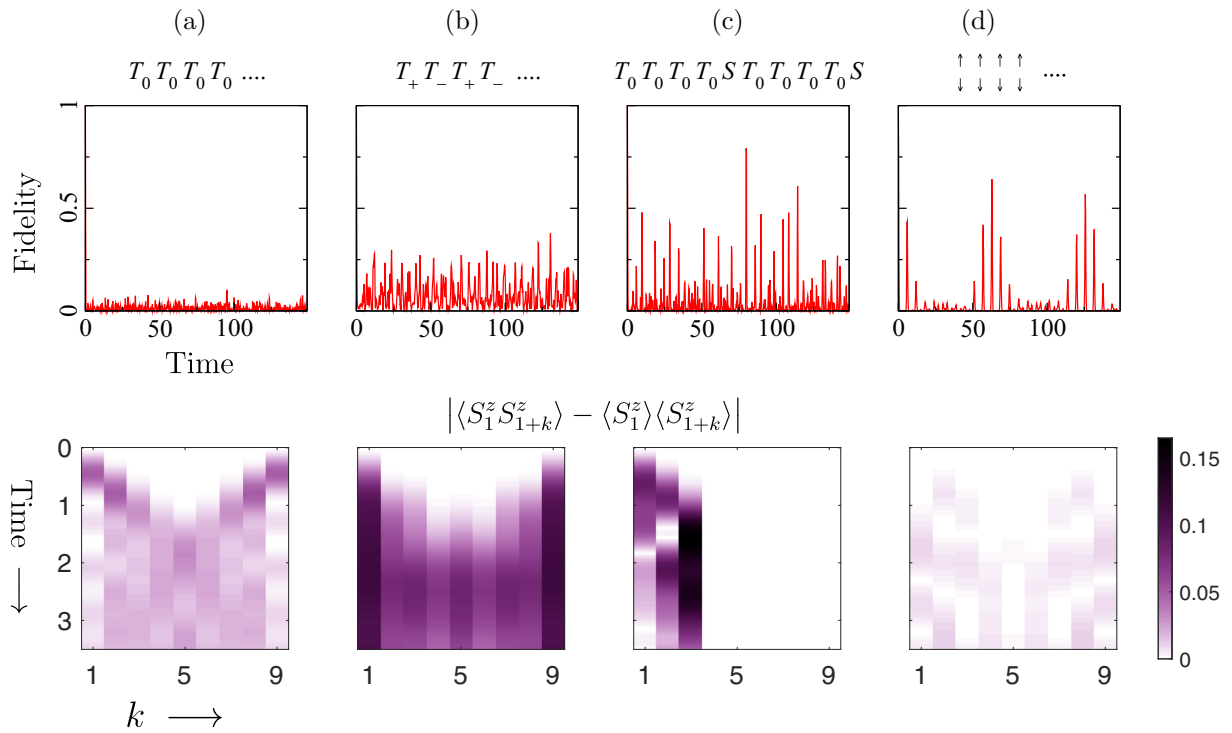 (a) (b) (c) (d)
T₀ T₀ T₀ T₀ .... T₊ T₋ T₊ T₋ .... T₀ T₀ T₀ T₀ S T₀ T₀ T₀ T₀ S ↑ ↑ ↑ ↑
↓ ↓ ↓ ↓ ....
1
0.5
0
Fidelity
0 50 100 0 50 100 0 50 100 0 50 100
Time
|⟨S₁ᶻS₁₊ₖᶻ⟩ − ⟨S₁ᶻ⟩⟨S₁₊ₖᶻ⟩|
0
1
2
3
Time →
0.15
0.1
0.05
0
1 5 9 1 5 9 1 5 9 1 5 9
k →